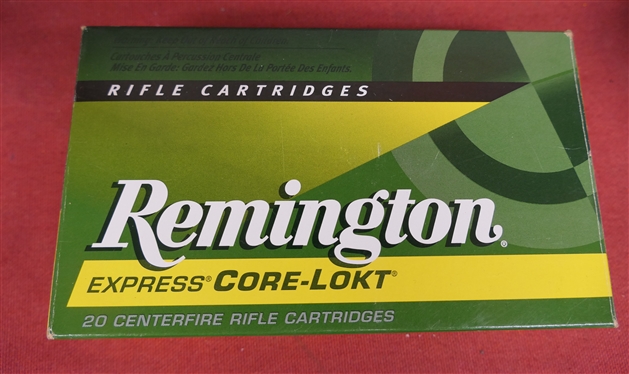 Cartouches À Percussion Centrale
Mise En Garde: Gardez Hors De La Portée Des Enfants.
RIFLE CARTRIDGES
Remington®
EXPRESS® CORE-LOKT®
20 CENTERFIRE RIFLE CARTRIDGES